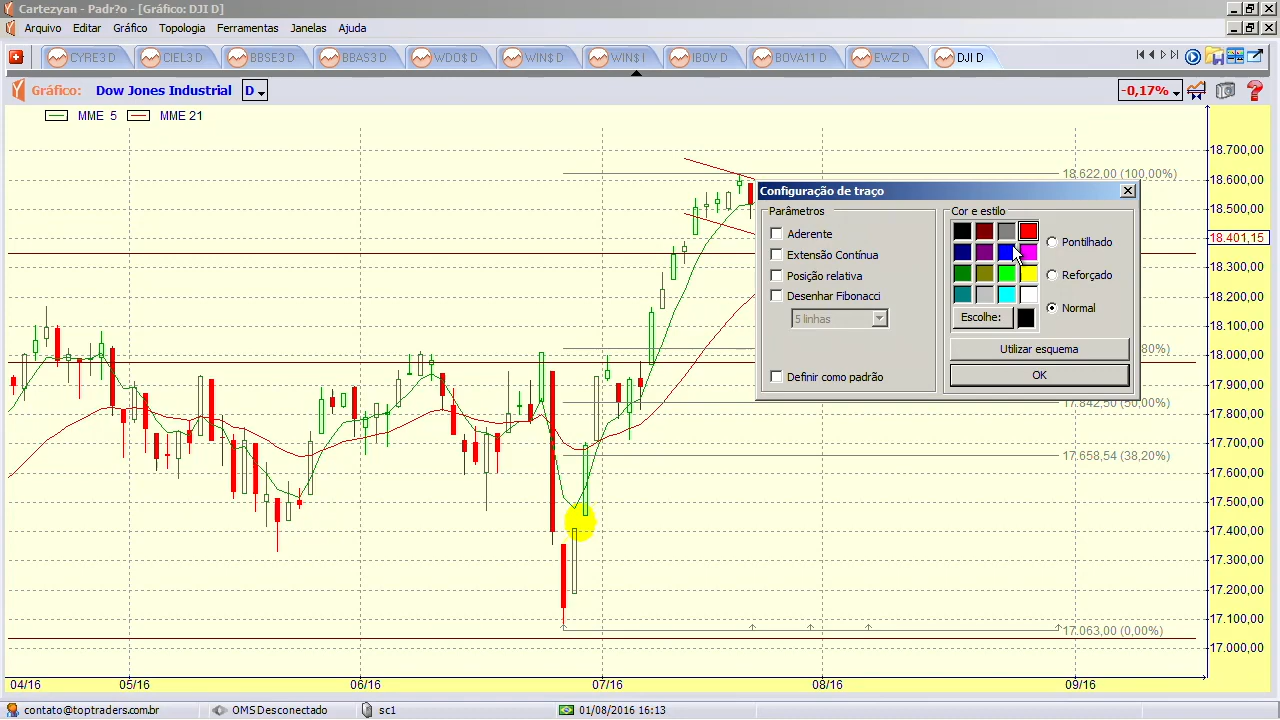 Cartezyan - Padr?o - [Gráfico: DJI D]
Arquivo Editar Gráfico Topologia Ferramentas Janelas Ajuda
CYRE3 D CIEL3 D BBSE3 D BBAS3 D WDO$ D WIN$ D WIN$ I IBOV D BOVA11 D EWZ D DJI D
Gráfico: Dow Jones Industrial D -0,17%
MME 5 MME 21
18.700,00
18.622,00 (100,00%)
18.600,00
18.500,00
18.401,15
18.300,00
18.200,00
18.100,00
18.000,00
80%)
17.900,00
17.842,50 (50,00%)
17.800,00
17.700,00
17.658,54 (38,20%)
17.600,00
17.500,00
17.400,00
17.300,00
17.200,00
17.100,00
17.063,00 (0,00%)
17.000,00
Configuração de traço
Parâmetros
Aderente
Extensão Contínua
Posição relativa
Desenhar Fibonacci
5 linhas
Definir como padrão
Cor e estilo
Pontilhado
Reforçado
Normal
Escolhe:
Utilizar esquema
OK
04/16 05/16 06/16 07/16 08/16 09/16
contato@toptraders.com.br OMS Desconectado sc1 01/08/2016 16:13